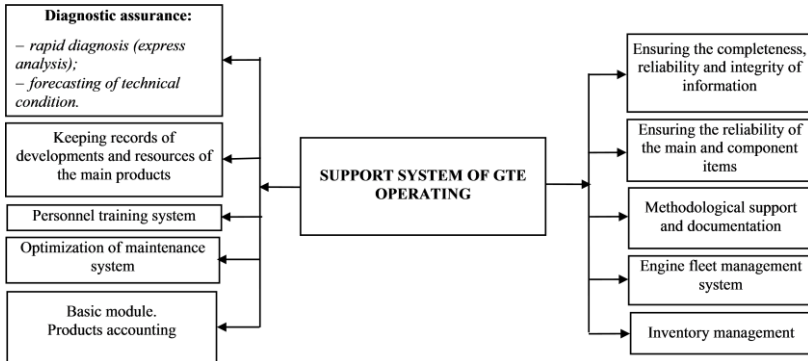 Diagnostic assurance:
– rapid diagnosis (express
analysis);
– forecasting of technical
condition.
Keeping records of
developments and resources of
the main products
Personnel training system
Optimization of maintenance
system
Basic module.
Products accounting
SUPPORT SYSTEM OF GTE
OPERATING
Ensuring the completeness,
reliability and integrity of
information
Ensuring the reliability of
the main and component
items
Methodological support
and documentation
Engine fleet management
system
Inventory management